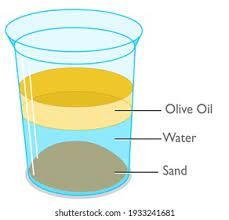 Olive Oil
Water
Sand
shutterstock.com · 1933241681